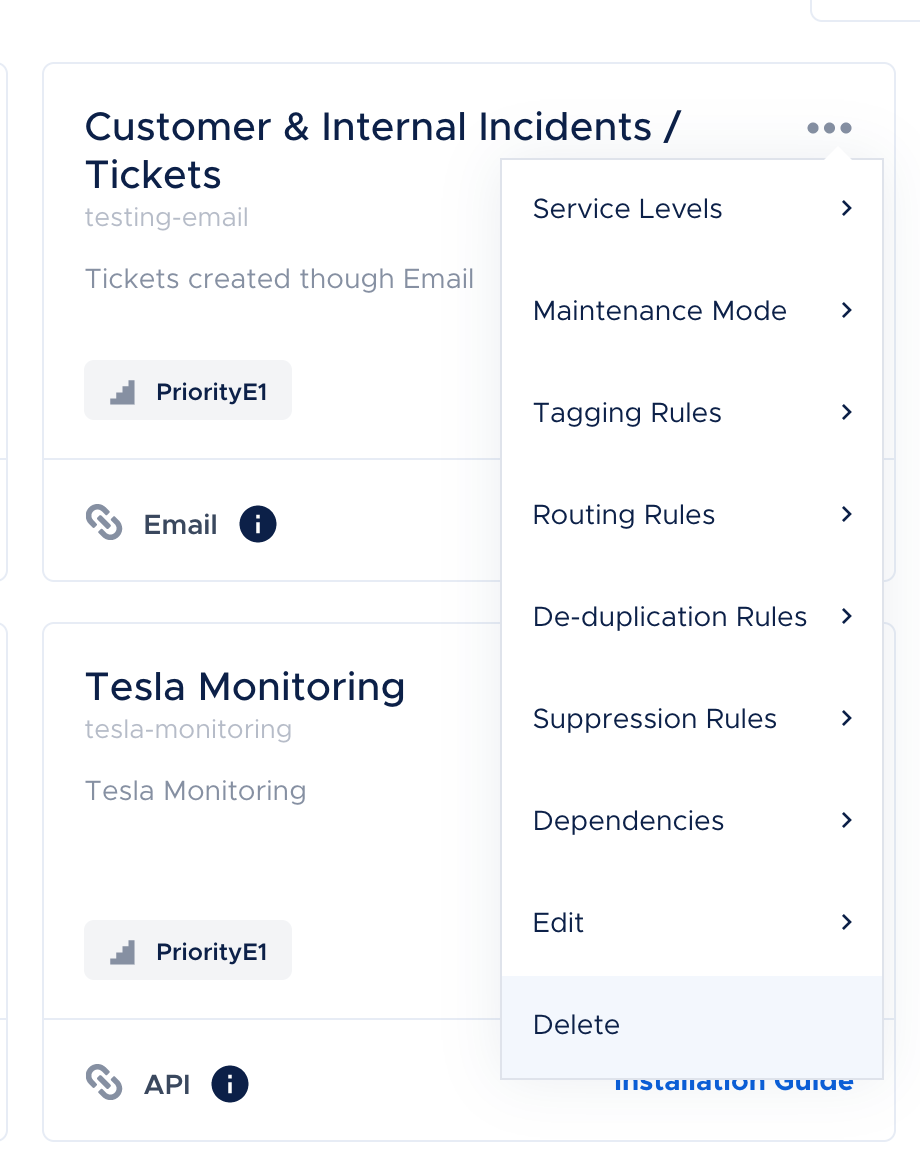 Customer & Internal Incidents /
Tickets
testing-email
Tickets created though Email
PriorityE1
Email
Service Levels
Maintenance Mode
Tagging Rules
Routing Rules
De-duplication Rules
Suppression Rules
Dependencies
Edit
Delete
Tesla Monitoring
tesla-monitoring
Tesla Monitoring
PriorityE1
API
Installation Guide